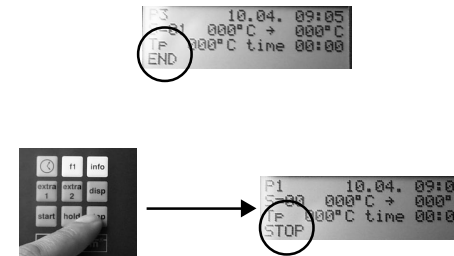 P3 10.04. 09:05
S=01 000°C → 000°C
Tp 000°C time 00:00
END
f1 info
extra 1 extra 2 disp
start hold
P1 10.04. 09:0
S=00 000°C → 000°
Tp 000°C time 00:0
STOP